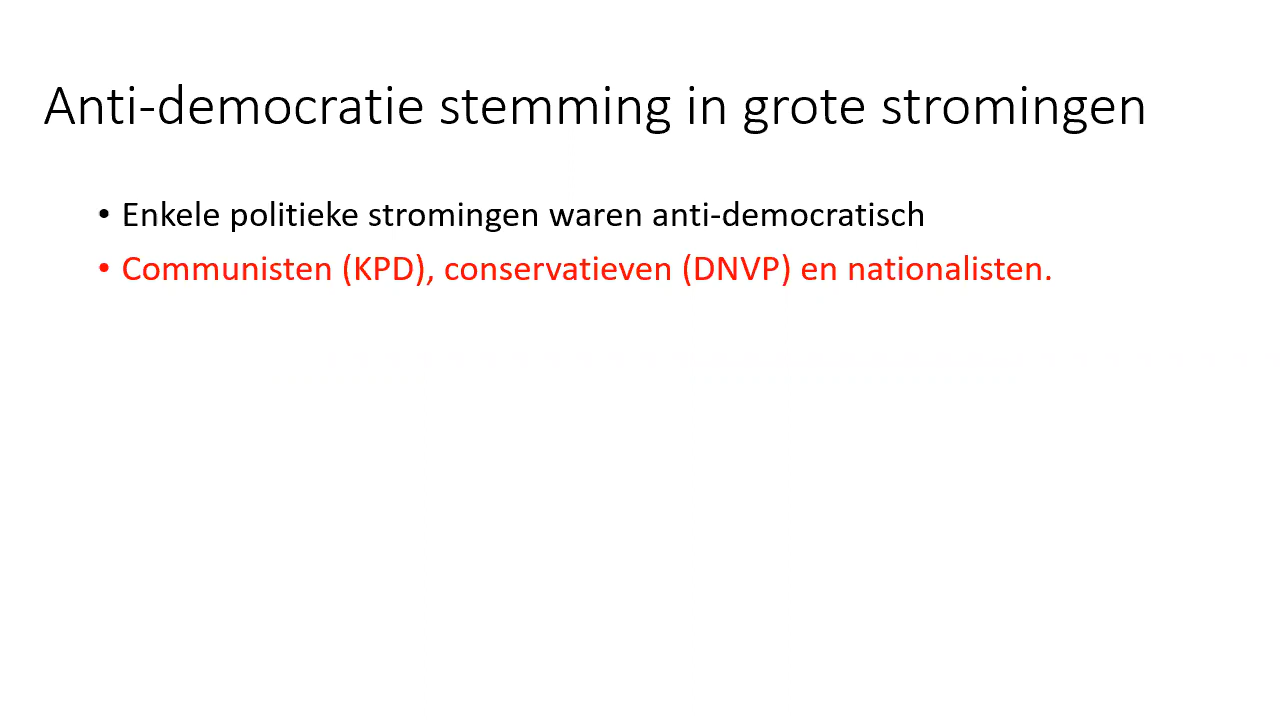 Anti-democratie stemming in grote stromingen
• Enkele politieke stromingen waren anti-democratisch
• Communisten (KPD), conservatieven (DNVP) en nationalisten.